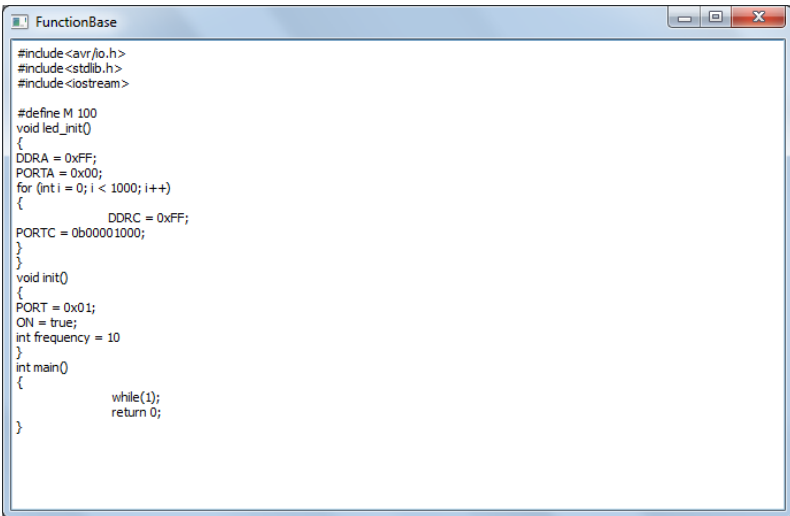 FunctionBase
#include<avr/io.h>
#include<stdlib.h>
#include<iostream>
#define M 100
void led_init()
{
DDRA = 0xFF;
PORTA = 0x00;
for (int i = 0; i < 1000; i++)
{
DDRC = 0xFF;
PORTC = 0b00001000;
}
}
void init()
{
PORT = 0x01;
ON = true;
int frequency = 10
}
int main()
{
while(1);
return 0;
}